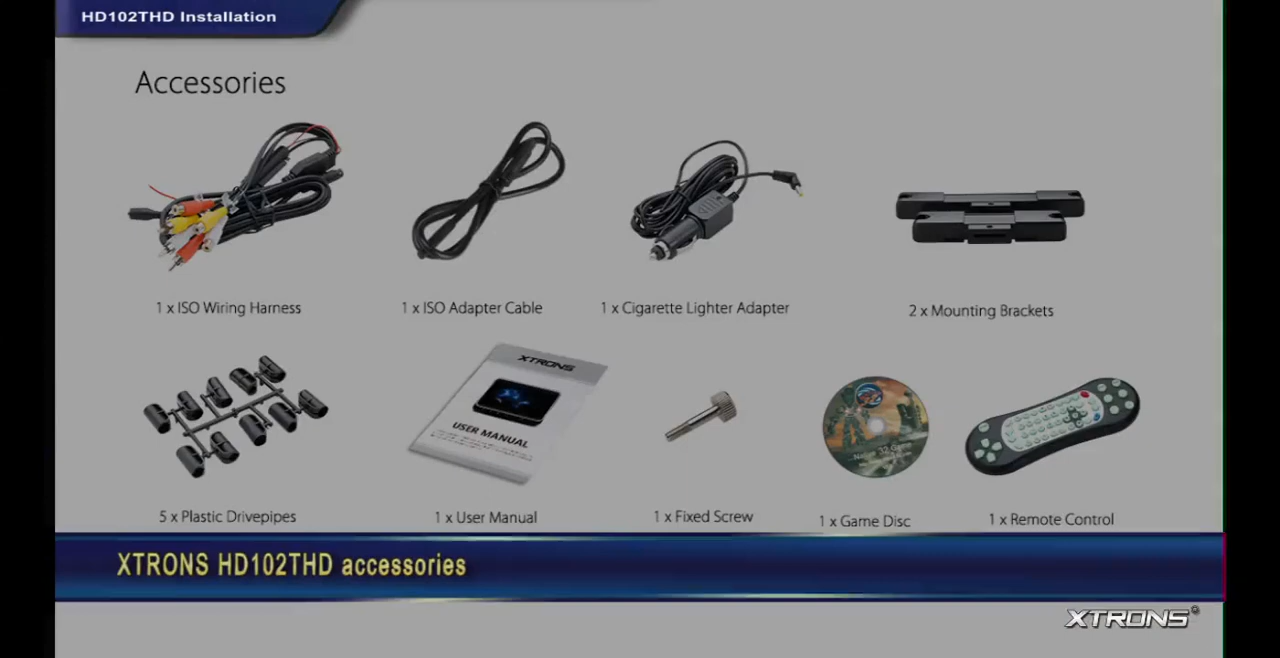 HD102THD Installation
Accessories
1 x ISO Wiring Harness
1 x ISO Adapter Cable
1 x Cigarette Lighter Adapter
2 x Mounting Brackets
XTRONS
USER MANUAL
5 x Plastic Drivepipes
1 x User Manual
1 x Fixed Screw
1 x Game Disc
1 x Remote Control
XTRONS HD102THD accessories
XTRONS®